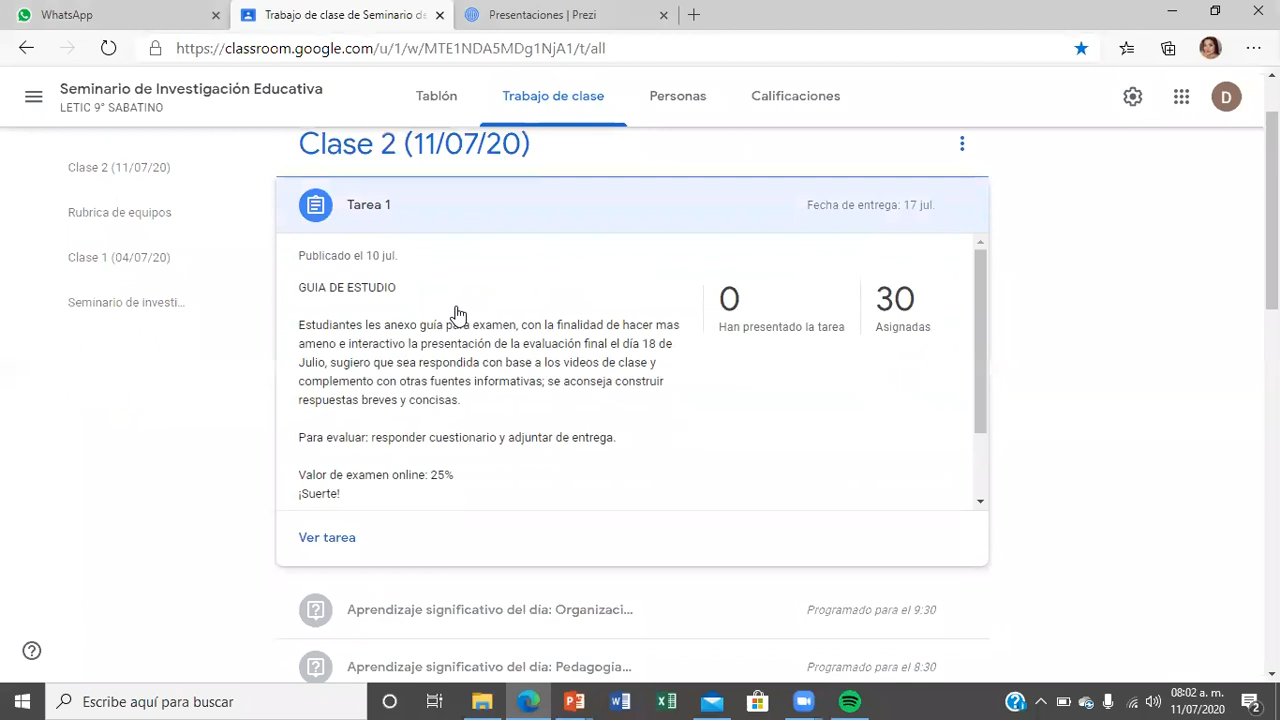 WhatsApp
Trabajo de clase de Seminario de
Presentaciones | Prezi
https://classroom.google.com/u/1/w/MTE1NDA5MDg1NjA1/t/all
Seminario de Investigación Educativa
LETIC 9° SABATINO
Tablón
Trabajo de clase
Personas
Calificaciones
D
Clase 2 (11/07/20)
Rubrica de equipos
Clase 1 (04/07/20)
Seminario de investi...
Clase 2 (11/07/20)
Tarea 1
Fecha de entrega: 17 jul.
Publicado el 10 jul.
GUIA DE ESTUDIO
Estudiantes les anexo guía para examen, con la finalidad de hacer mas
ameno e interactivo la presentación de la evaluación final el día 18 de
Julio, sugiero que sea respondida con base a los videos de clase y
complemento con otras fuentes informativas; se aconseja construir
respuestas breves y concisas.
Para evaluar: responder cuestionario y adjuntar de entrega.
Valor de examen online: 25%
¡Suerte!
0
Han presentado la tarea
30
Asignadas
Ver tarea
Aprendizaje significativo del día: Organizaci...
Programado para el 9:30
Aprendizaje significativo del día: Pedagogía...
Programado para el 8:30
Escribe aquí para buscar
08:02 a. m.
11/07/2020
2